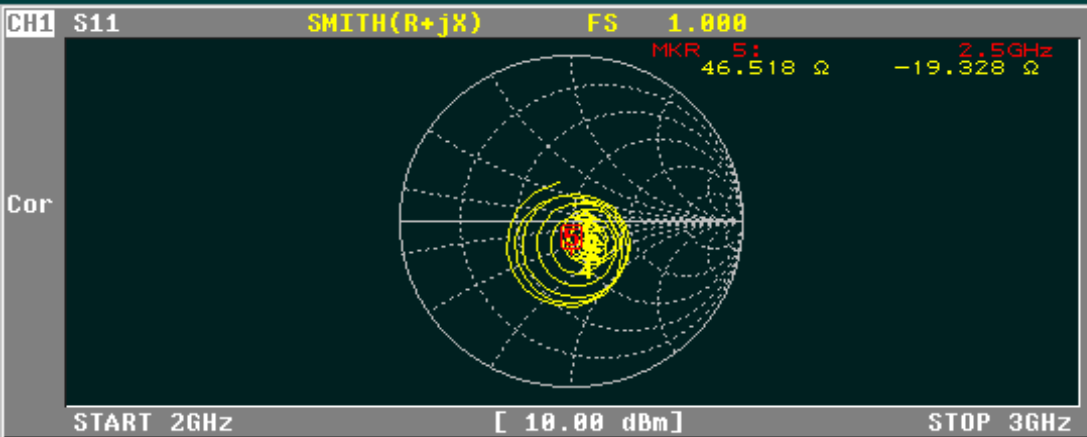 CH1 S11 SMITH(R+jX) FS 1.000
MKR 5: 2.5GHz
46.518 Ω -19.328 Ω
Cor
5
START 2GHz [ 10.00 dBm] STOP 3GHz